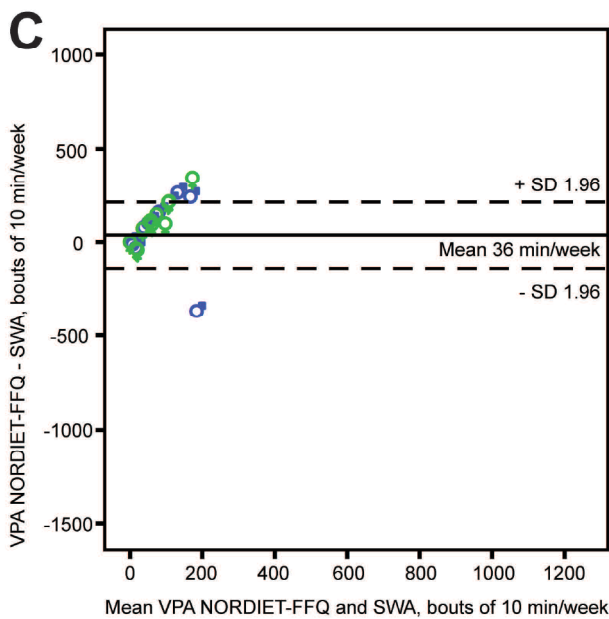 C
VPA NORDIET-FFQ - SWA, bouts of 10 min/week
1000
500
0
-500
-1000
-1500
+ SD 1.96
Mean 36 min/week
- SD 1.96
0 200 400 600 800 1000 1200
Mean VPA NORDIET-FFQ and SWA, bouts of 10 min/week